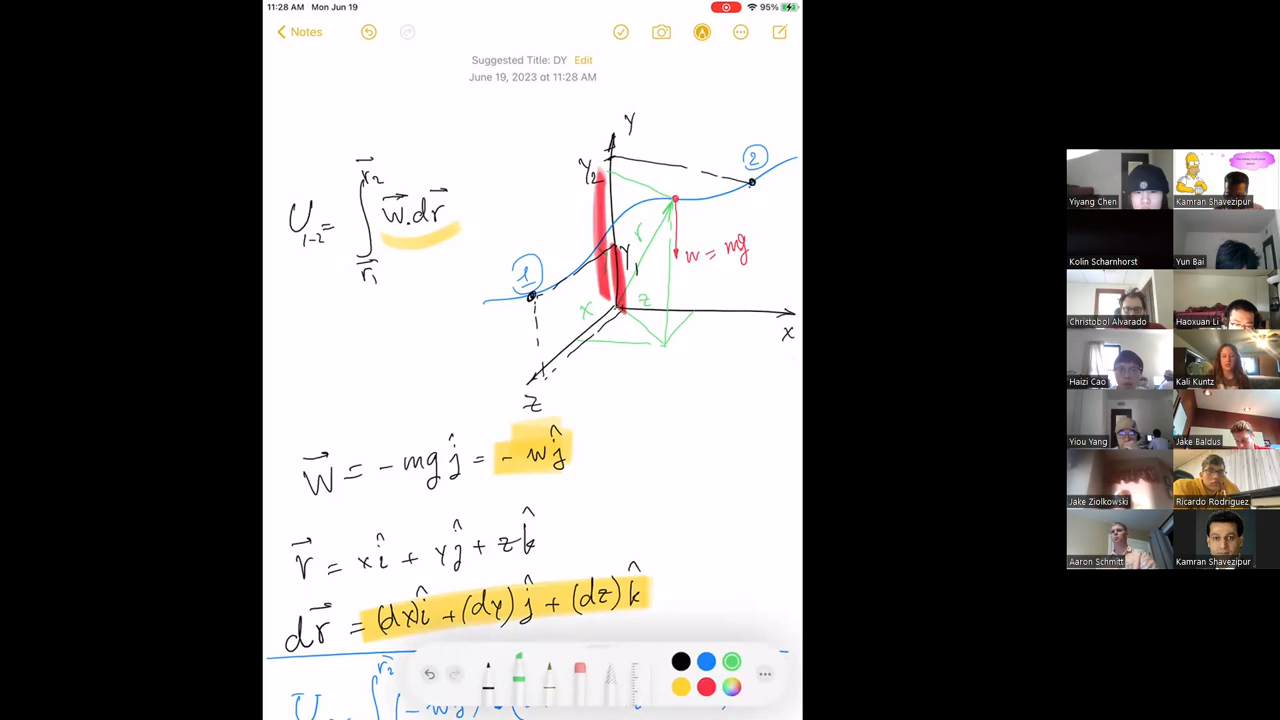 11:28 AM Mon Jun 19
95%
Notes
Suggested Title: DY Edit
June 19, 2023 at 11:28 AM
Y
Y₂
2
U₁₋₂ = ∫ r⃗₁ r⃗₂ w⃗.dr⃗
r
Y₁
w = mg
1
x
z
x
z
w⃗ = - mg ĵ = - w ĵ
r⃗ = x î + y ĵ + z k̂
dr⃗ = (dx) î + (dy) ĵ + (dz) k̂
r⃗₂
Yiyang Chen
Kamran Shavezipur
Kolin Scharnhorst
Yun Bai
Christobol Alvarado
Haoxuan Li
Haizi Cao
Kali Kuntz
Yiou Yang
Jake Baldus
Jake Ziolkowski
Ricardo Rodriguez
Aaron Schmitt
Kamran Shavezipur